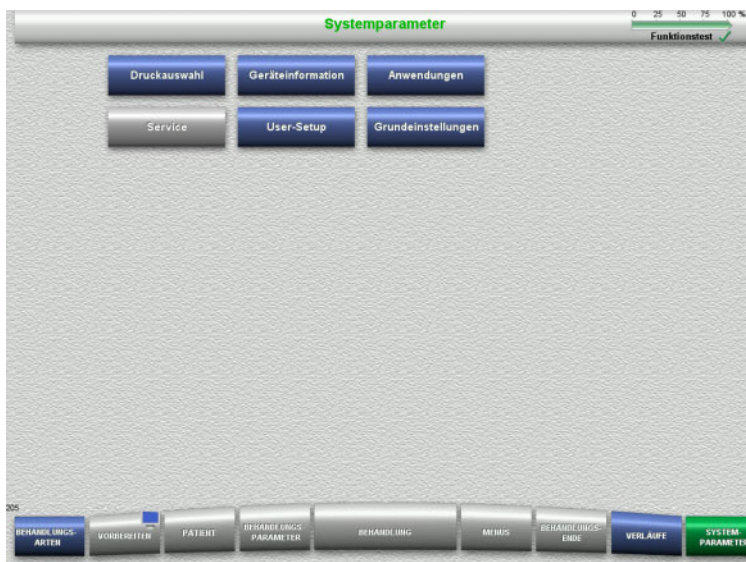 Systemparameter
0 25 50 75 100 %
Funktionstest
Druckauswahl
Geräteinformation
Anwendungen
Service
User-Setup
Grundeinstellungen
205
BEHANDLUNGS-
ARTEN
VORBEREITEN
PATIENT
BEHANDLUNGS-
PARAMETER
BEHANDLUNG
MENUS
BEHANDLUNGS-
ENDE
VERLÄUFE
SYSTEM-
PARAMETER